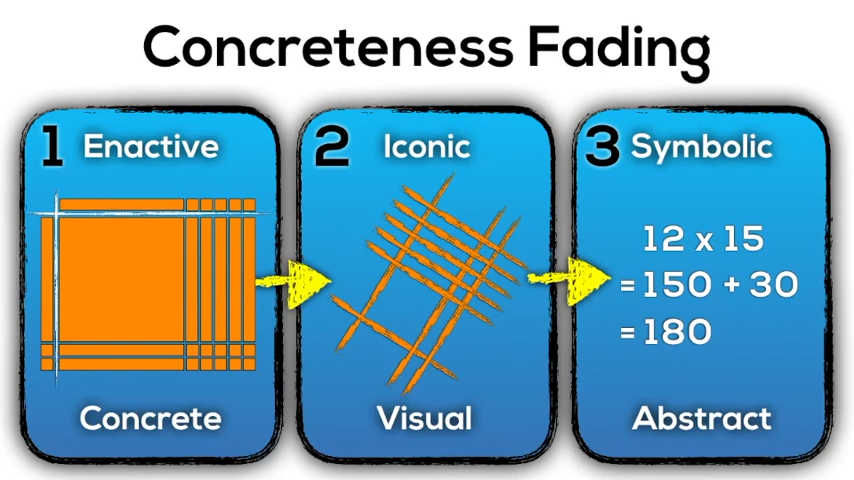 Concreteness Fading
1 Enactive
Concrete
2 Iconic
Visual
3 Symbolic
12 x 15
= 150 + 30
= 180
Abstract